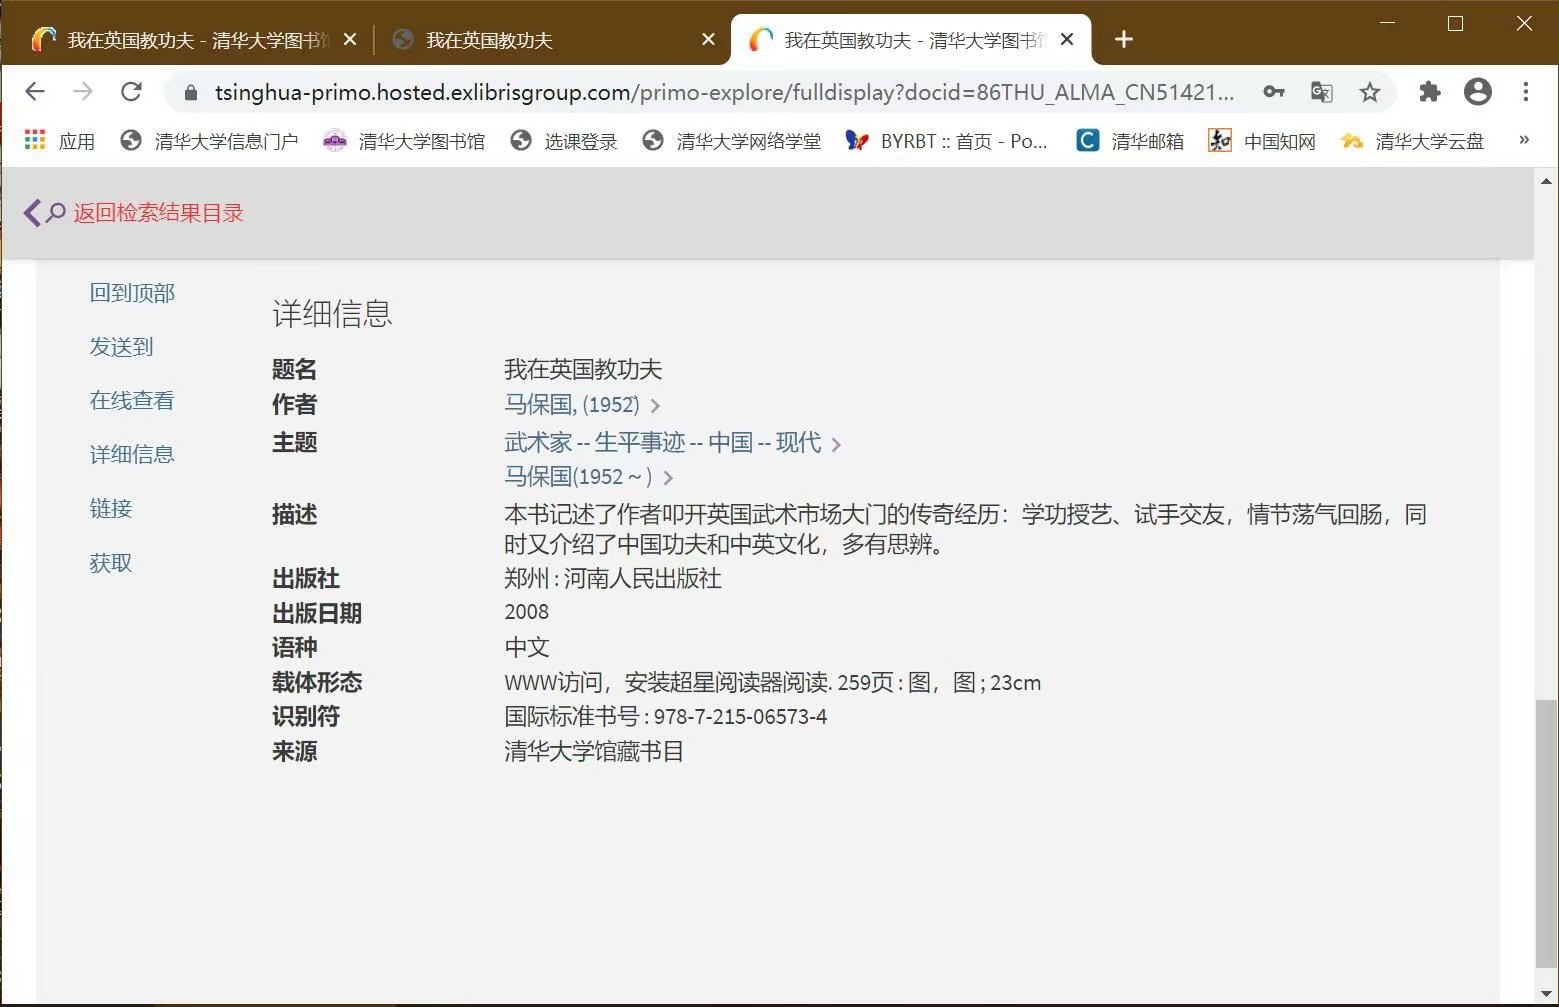 我在英国教功夫 - 清华大学图书馆
我在英国教功夫
我在英国教功夫 - 清华大学图书馆
tsinghua-primo.hosted.exlibrisgroup.com/primo-explore/fulldisplay?docid=86THU_ALMA_CN51421...
应用
清华大学信息门户
清华大学图书馆
选课登录
清华大学网络学堂
BYRBT :: 首页 - Po...
清华邮箱
中国知网
清华大学云盘
»
返回检索结果目录
回到顶部
发送到
在线查看
详细信息
链接
获取
详细信息
题名 我在英国教功夫
作者 马保国, (1952~)
主题 武术家 -- 生平事迹 -- 中国 -- 现代
马保国(1952 ~ )
描述 本书记述了作者叩开英国武术市场大门的传奇经历：学功授艺、试手交友，情节荡气回肠，同
时又介绍了中国功夫和中英文化，多有思辨。
出版社 郑州 : 河南人民出版社
出版日期 2008
语种 中文
载体形态 WWW访问，安装超星阅读器阅读. 259页 : 图，图 ; 23cm
识别符 国际标准书号 : 978-7-215-06573-4
来源 清华大学馆藏书目